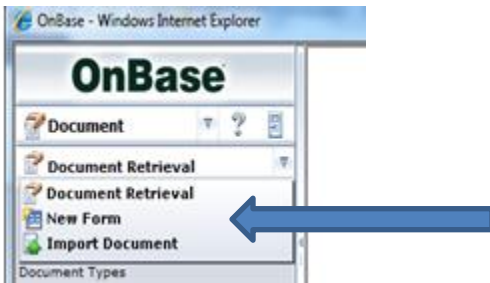 OnBase - Windows Internet Explorer
OnBase
Document
Document Retrieval
Document Retrieval
New Form
Import Document
Document Types